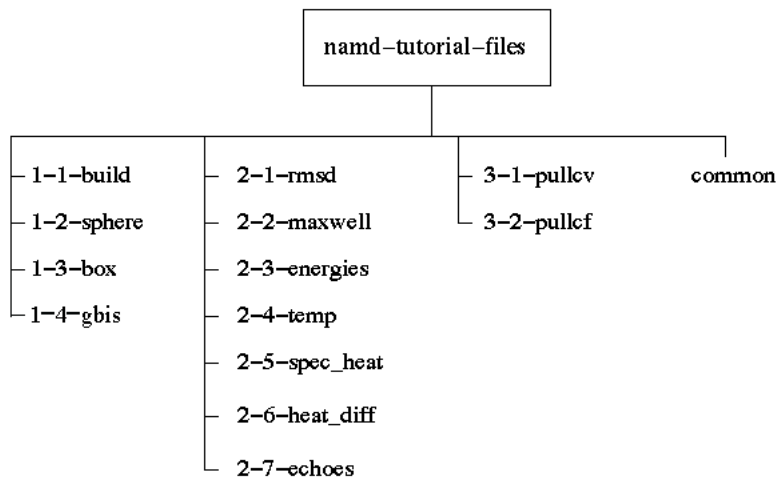 namd-tutorial-files
1-1-build
1-2-sphere
1-3-box
1-4-gbis
2-1-rmsd
2-2-maxwell
2-3-energies
2-4-temp
2-5-spec_heat
2-6-heat_diff
2-7-echoes
3-1-pullcv
3-2-pullcf
common